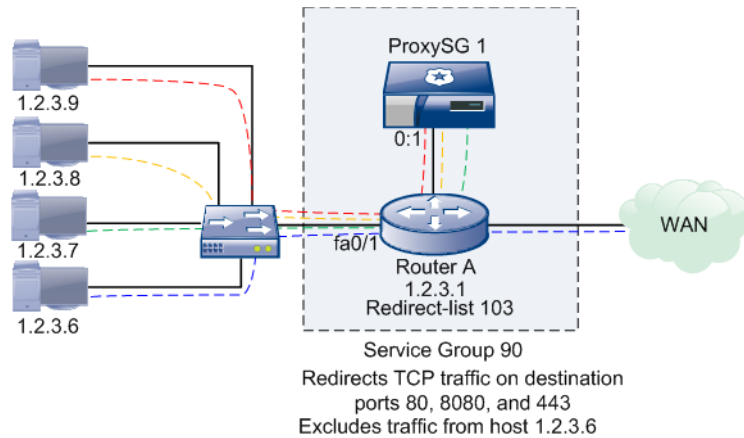 ProxySG 1
0:1
1.2.3.9
1.2.3.8
1.2.3.7
1.2.3.6
fa0/1
Router A
1.2.3.1
Redirect-list 103
WAN
Service Group 90
Redirects TCP traffic on destination
ports 80, 8080, and 443
Excludes traffic from host 1.2.3.6